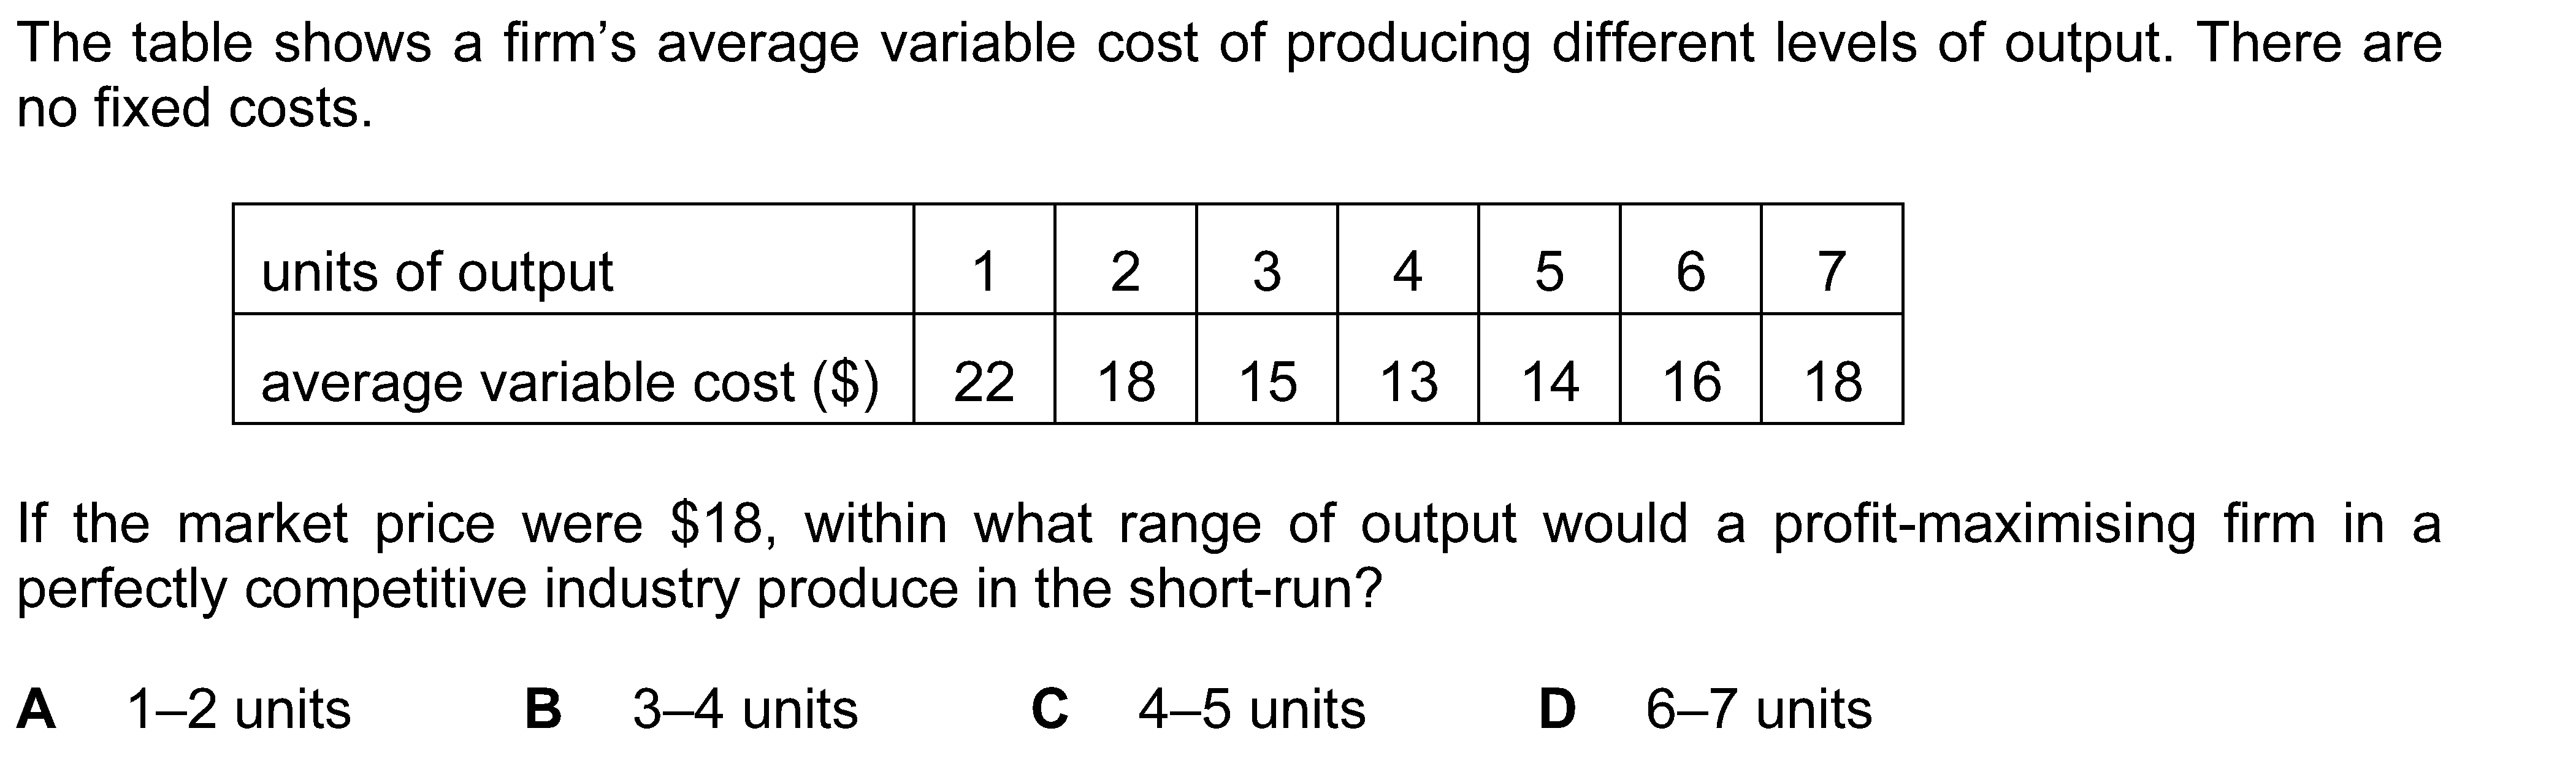 The table shows a firm’s average variable cost of producing different levels of output. There are
no fixed costs.
units of output 1 2 3 4 5 6 7
average variable cost ($) 22 18 15 13 14 16 18
If the market price were $18, within what range of output would a profit-maximising firm in a
perfectly competitive industry produce in the short-run?
A 1–2 units B 3–4 units C 4–5 units D 6–7 units